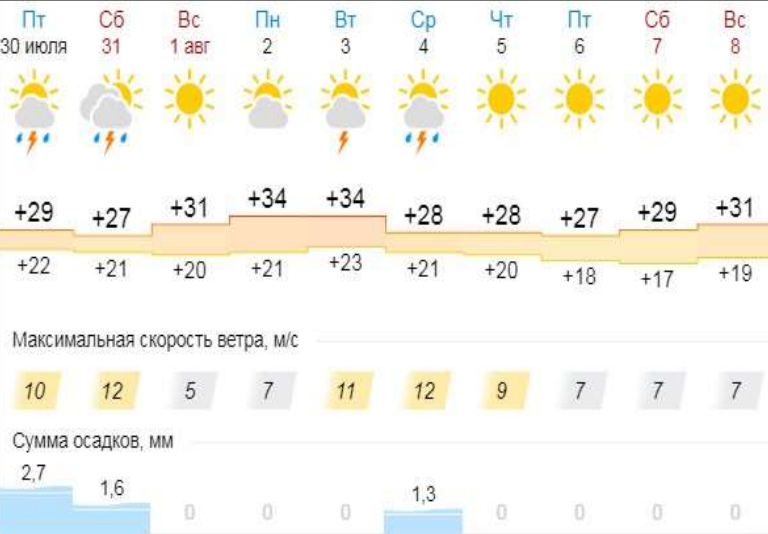 Пт Сб Вс Пн Вт Ср Чт Пт Сб Вс
30 июля 31 1 авг 2 3 4 5 6 7 8
+29 +27 +31 +34 +34 +28 +28 +27 +29 +31
+22 +21 +20 +21 +23 +21 +20 +18 +17 +19
Максимальная скорость ветра, м/с
10 12 5 7 11 12 9 7 7 7
Сумма осадков, мм
2,7 1,6 0 0 0 1,3 0 0 0 0